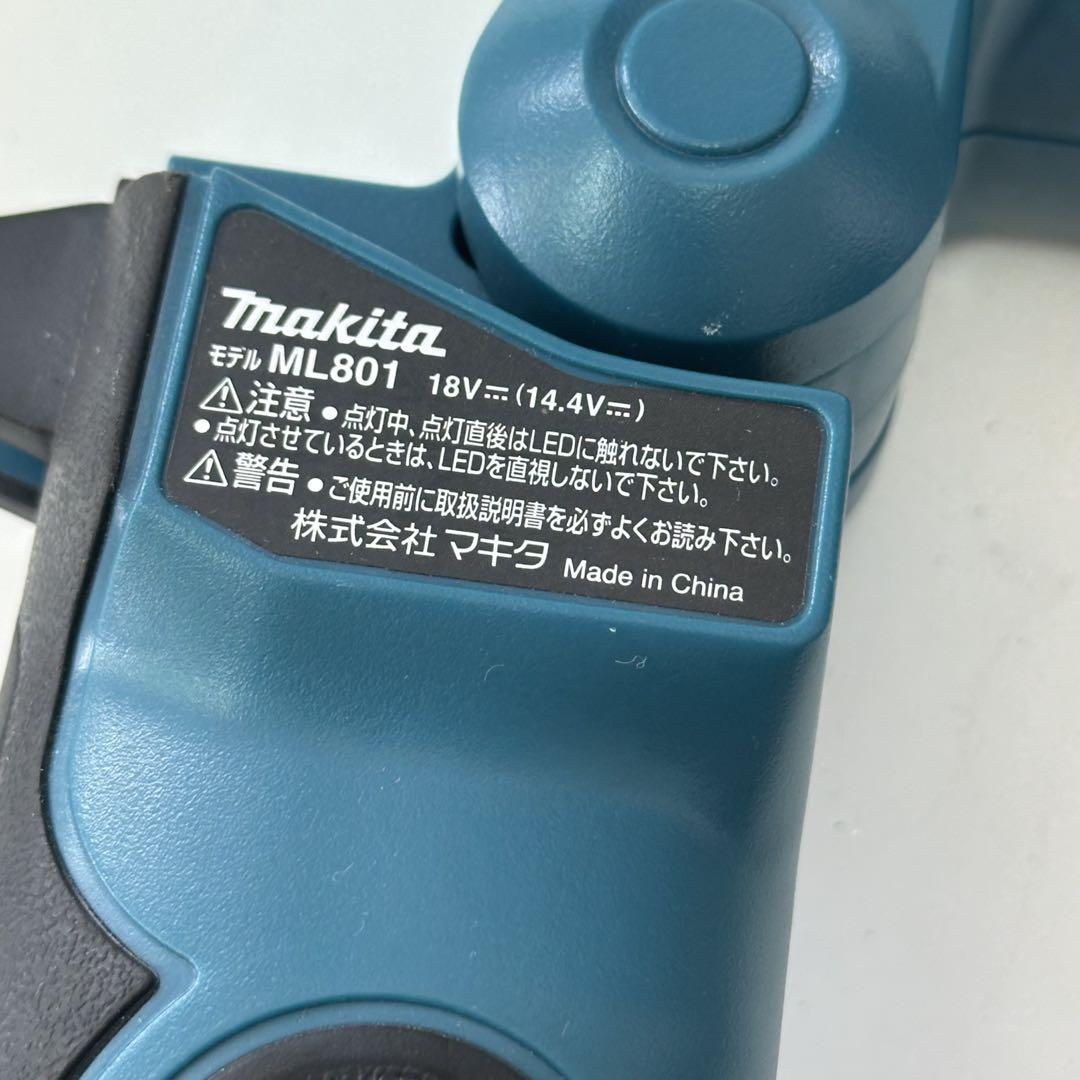 makita
モデル ML801 18V⎓(14.4V⎓)
⚠注意 ●点灯中、点灯直後はLEDに触れないで下さい。
●点灯させているときは、LEDを直視しないで下さい。
⚠警告 ●ご使用前に取扱説明書を必ずよくお読み下さい。
株式会社 マキタ Made in China